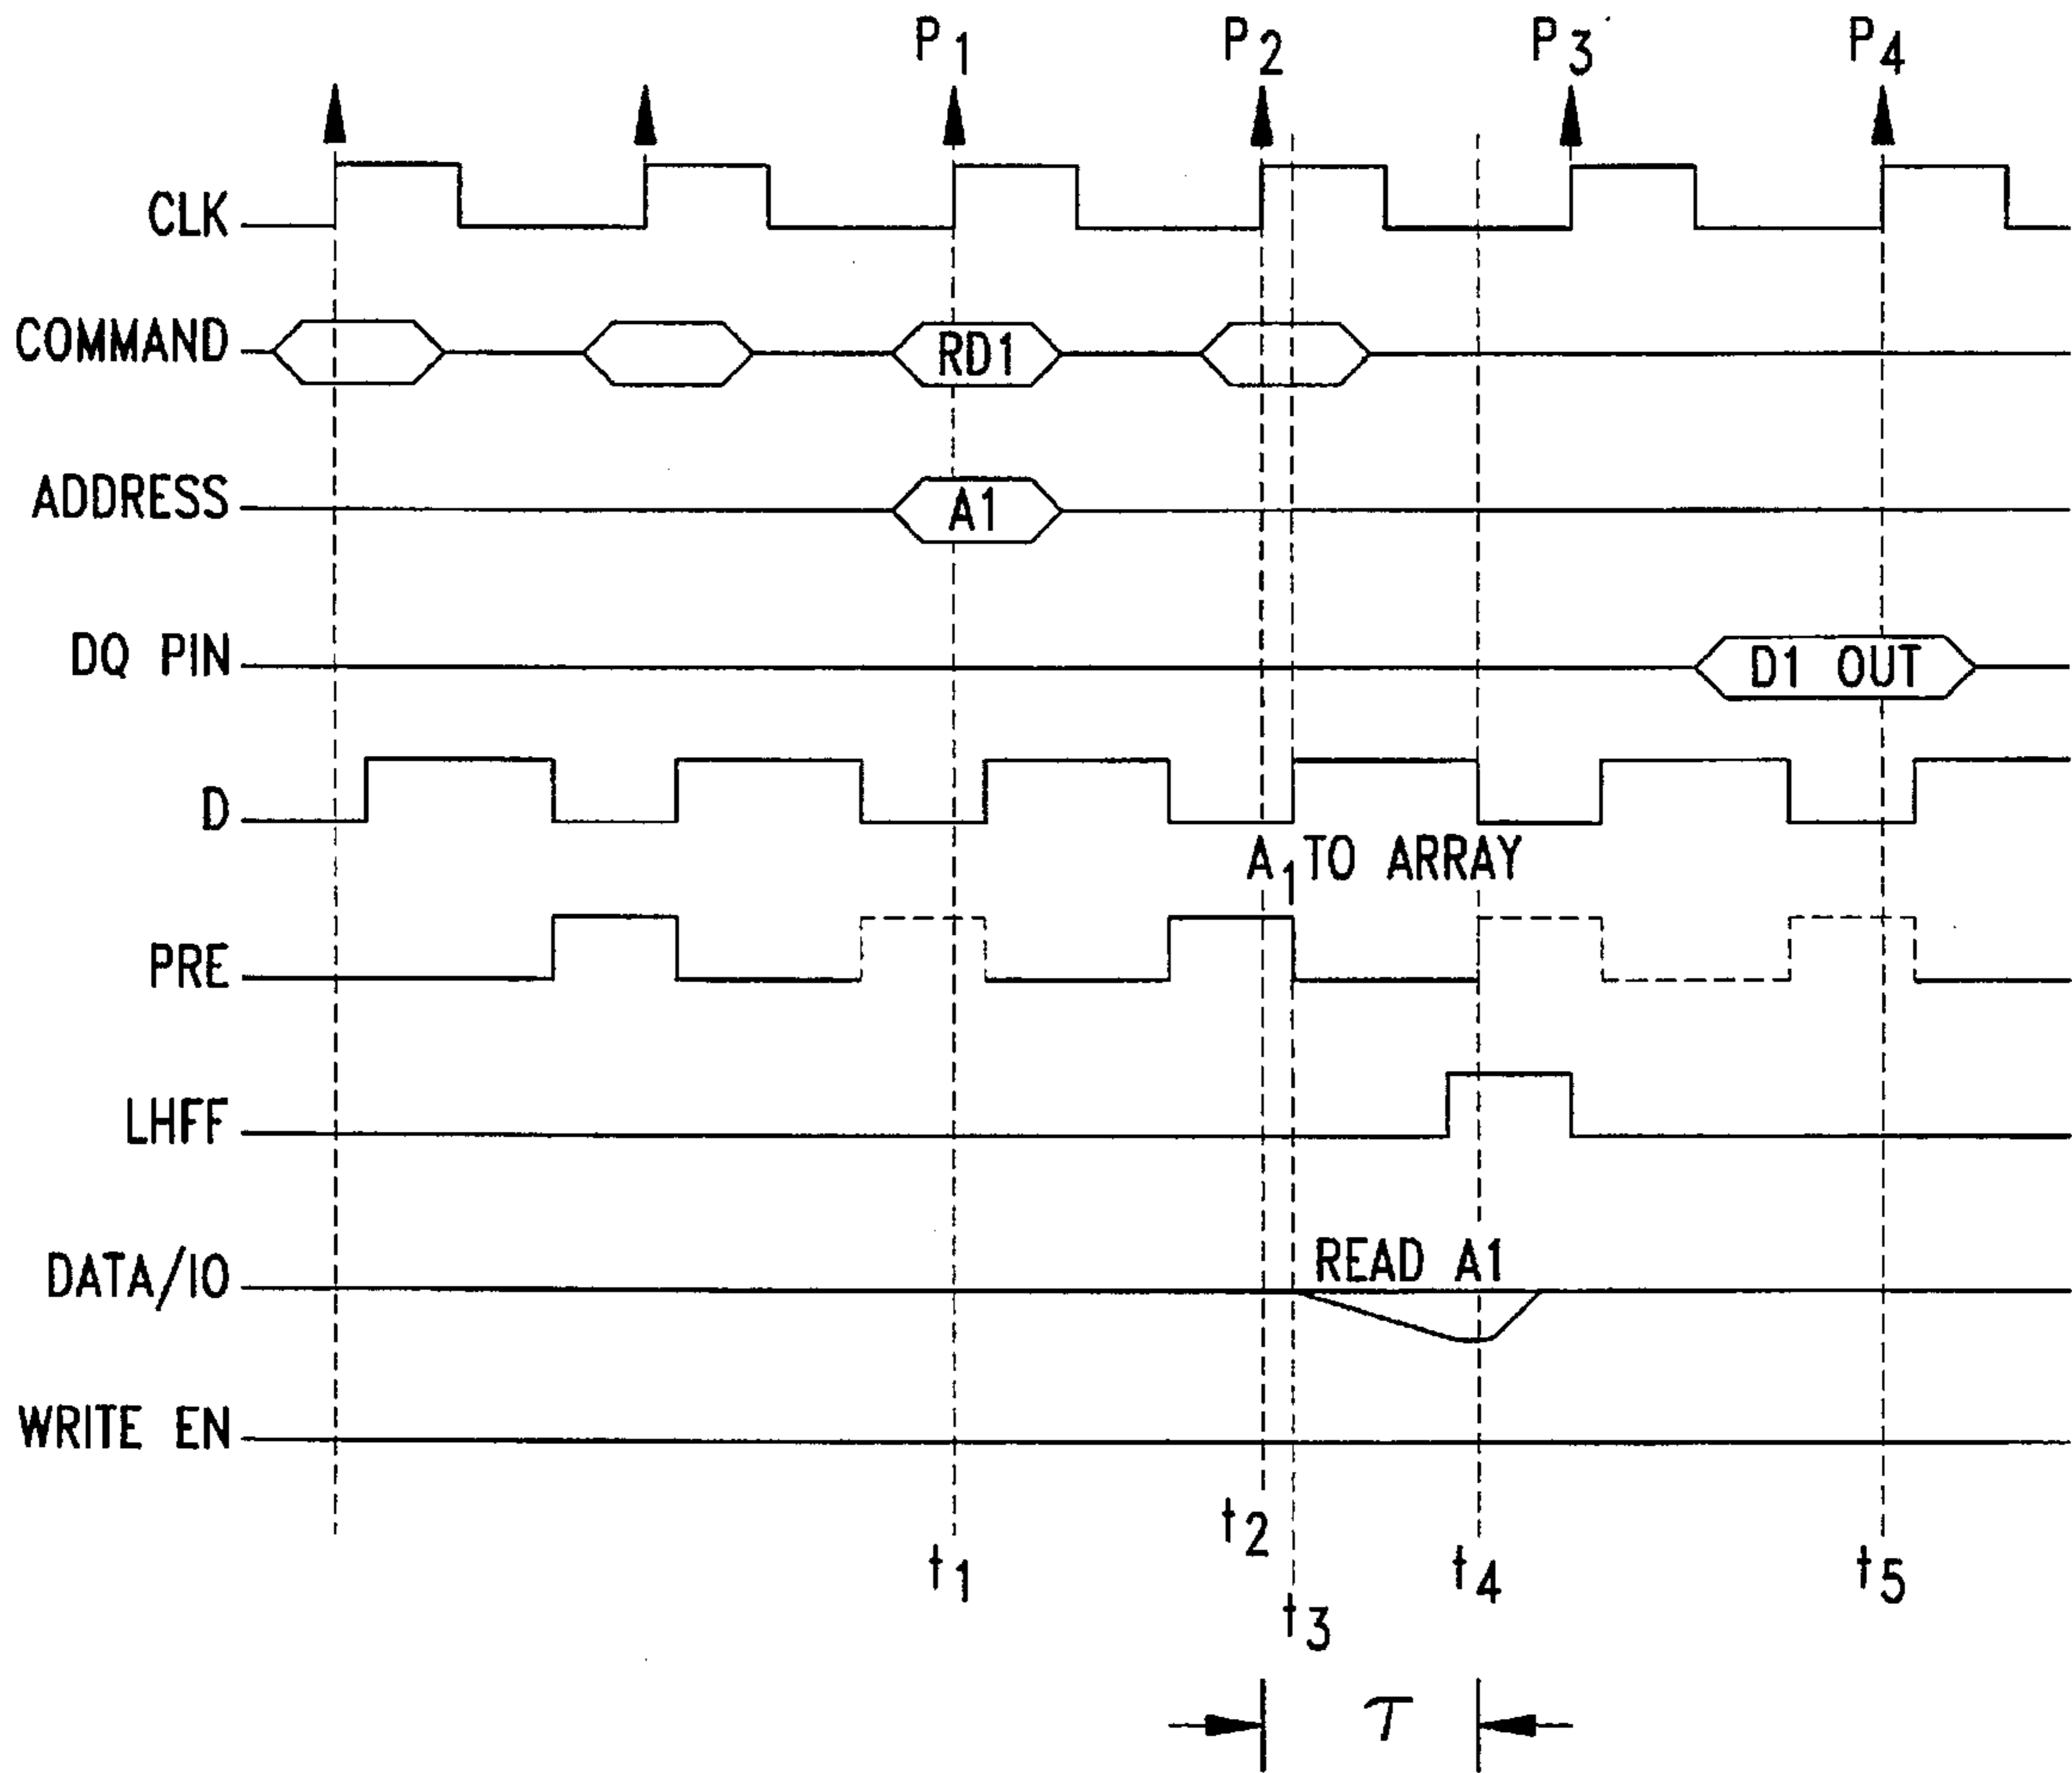 P1 P2 P3 P4
CLK
COMMAND RD1
ADDRESS A1
DQ PIN D1 OUT
D
A1 TO ARRAY
PRE
LHFF
DATA/IO READ A1
WRITE EN
t1 t2 t3 t4 t5
τ